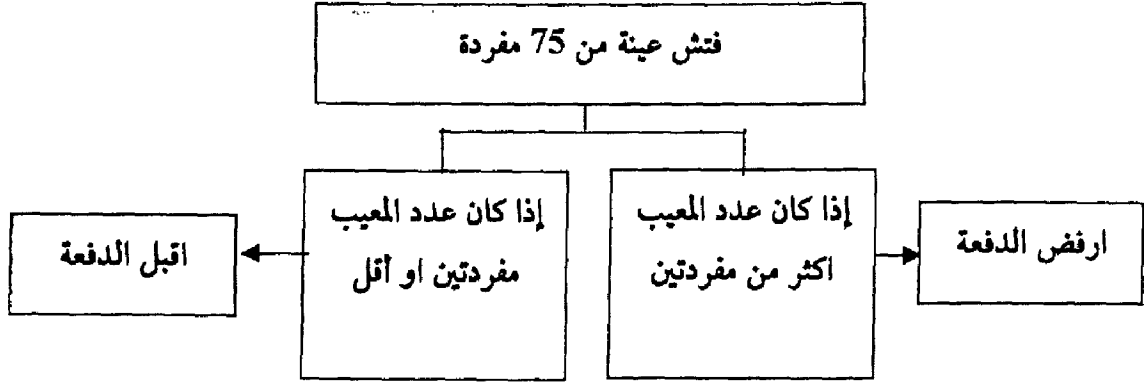 فتش عينة من 75 مفردة
إذا كان عدد المعيب
اكثر من مفردتين
ارفض الدفعة
إذا كان عدد المعيب
مفردتين او أقل
اقبل الدفعة